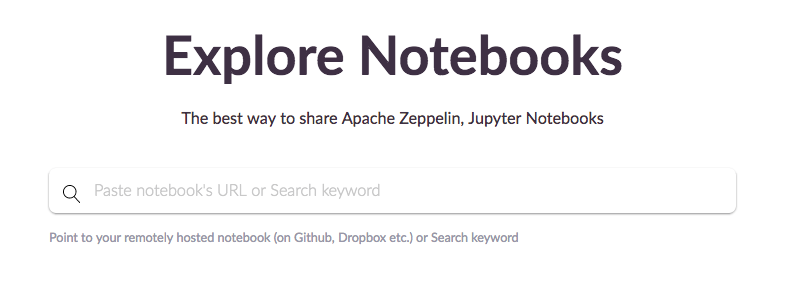 Explore Notebooks
The best way to share Apache Zeppelin, Jupyter Notebooks
Paste notebook's URL or Search keyword
Point to your remotely hosted notebook (on Github, Dropbox etc.) or Search keyword